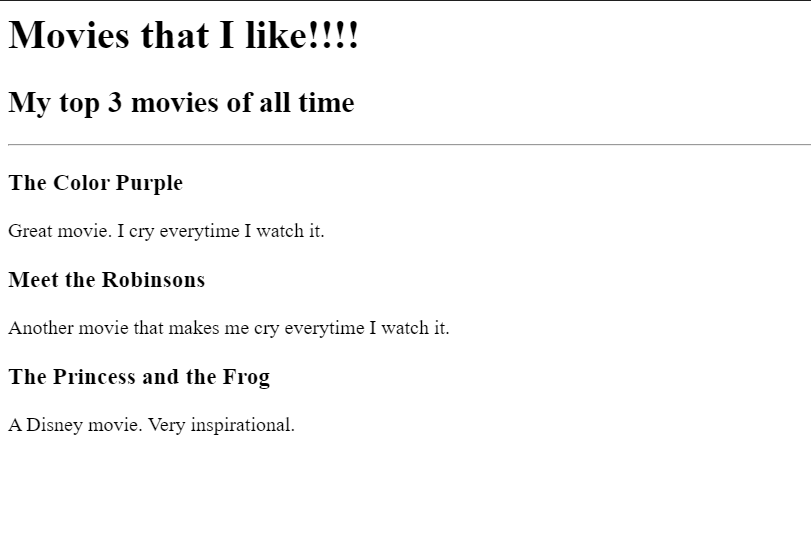 Movies that I like!!!!
My top 3 movies of all time
The Color Purple
Great movie. I cry everytime I watch it.
Meet the Robinsons
Another movie that makes me cry everytime I watch it.
The Princess and the Frog
A Disney movie. Very inspirational.